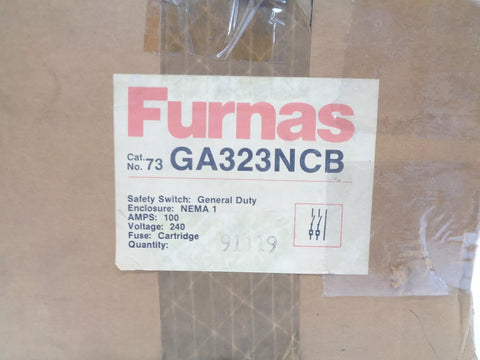 Furnas
Cat. No. 73 GA323NCB
Safety Switch: General Duty
Enclosure: NEMA 1
AMPS: 100
Voltage: 240
Fuse: Cartridge
Quantity: 91119